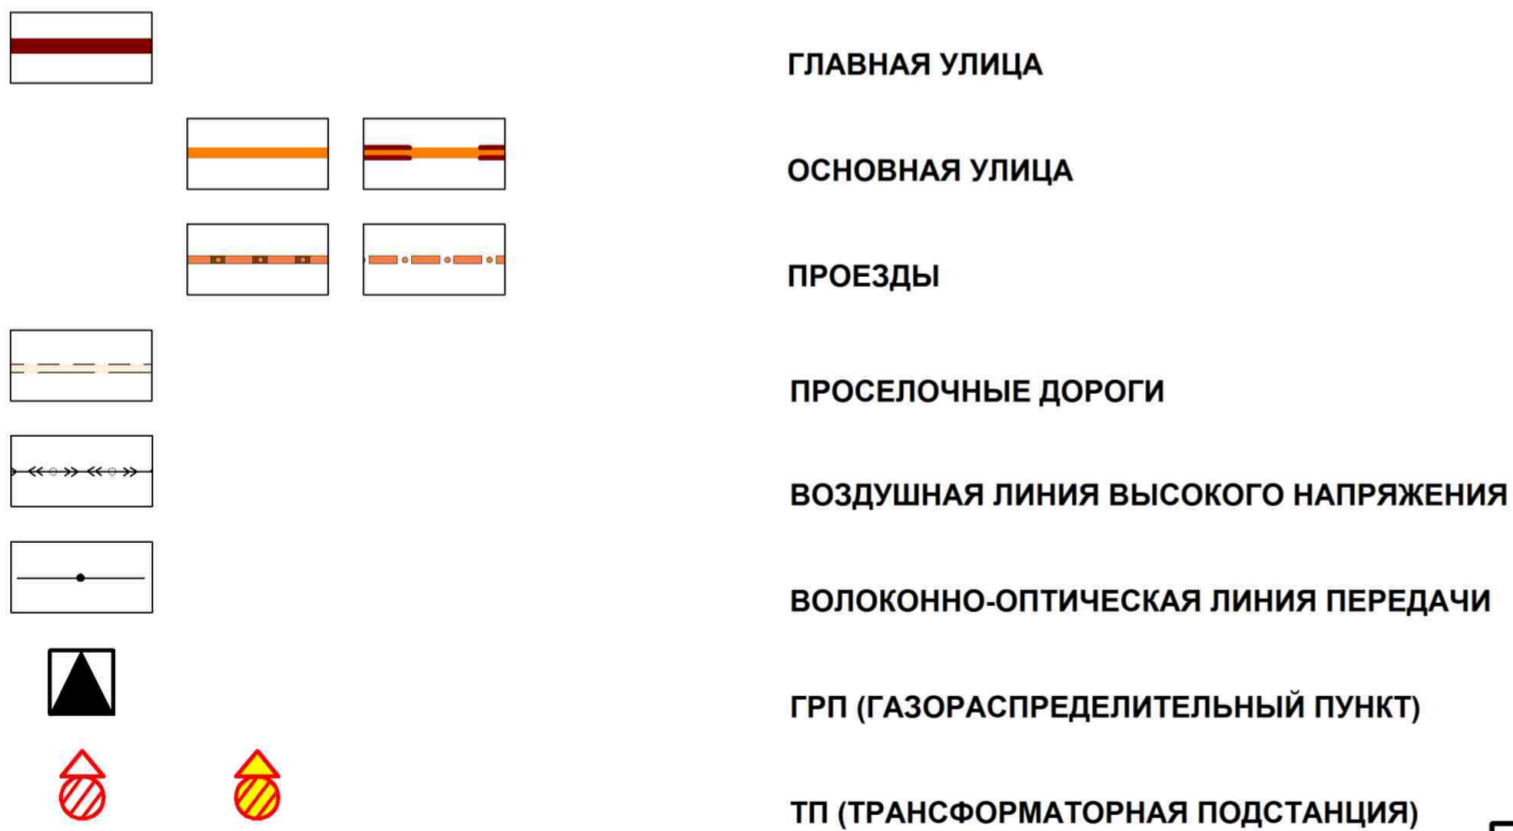 ГЛАВНАЯ УЛИЦА
ОСНОВНАЯ УЛИЦА
ПРОЕЗДЫ
ПРОСЕЛОЧНЫЕ ДОРОГИ
ВОЗДУШНАЯ ЛИНИЯ ВЫСОКОГО НАПРЯЖЕНИЯ
ВОЛОКОННО-ОПТИЧЕСКАЯ ЛИНИЯ ПЕРЕДАЧИ
ГРП (ГАЗОРАСПРЕДЕЛИТЕЛЬНЫЙ ПУНКТ)
ТП (ТРАНСФОРМАТОРНАЯ ПОДСТАНЦИЯ)